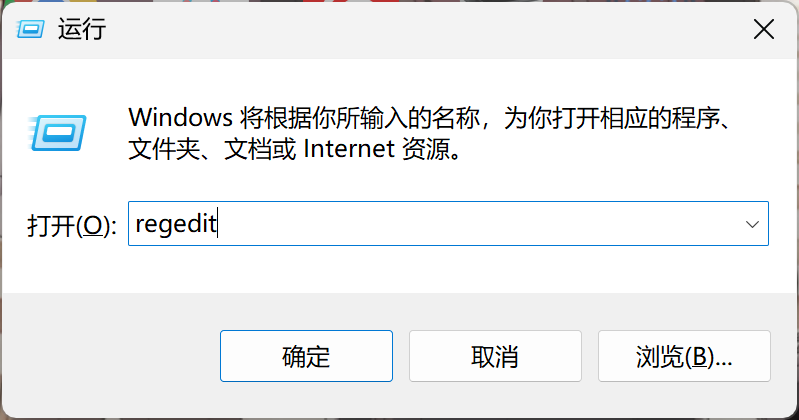 运行
Windows 将根据你所输入的名称，为你打开相应的程序、
文件夹、文档或 Internet 资源。
打开(O): regedit
确定 取消 浏览(B)...